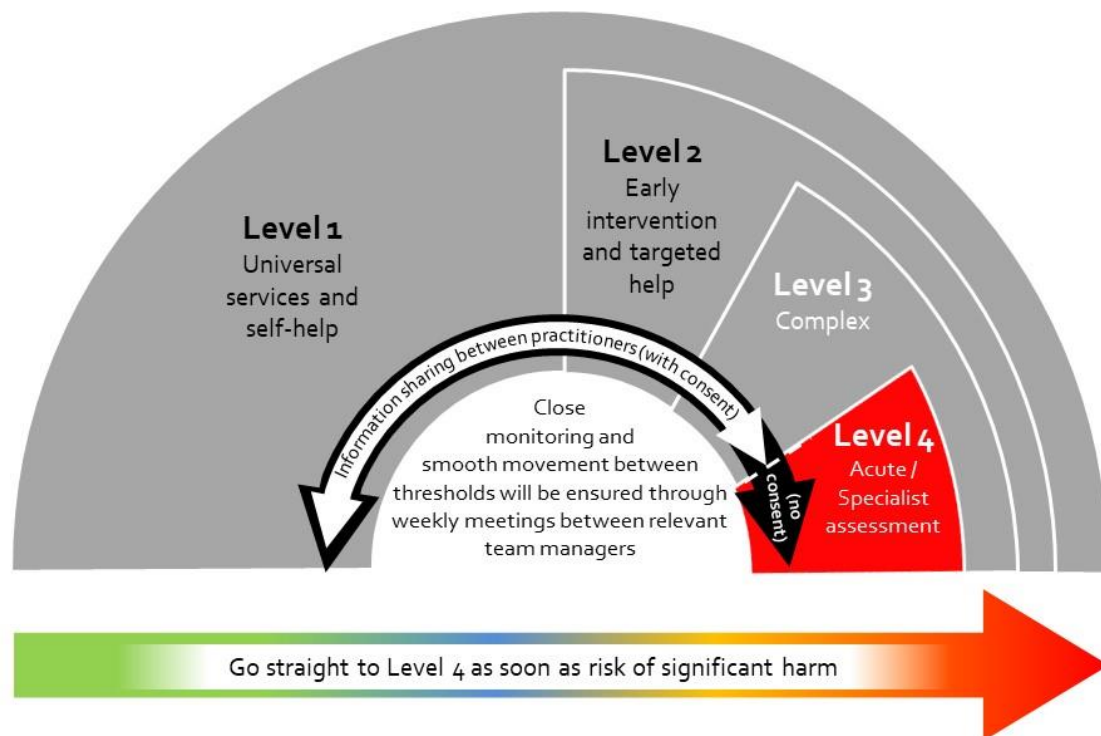 Level 1
Universal
services and
self-help
Level 2
Early
intervention
and targeted
help
Level 3
Complex
Level 4
Acute /
Specialist
assessment
Information sharing between practitioners (with consent)
(no
consent)
Close
monitoring and
smooth movement between
thresholds will be ensured through
weekly meetings between relevant
team managers
Go straight to Level 4 as soon as risk of significant harm